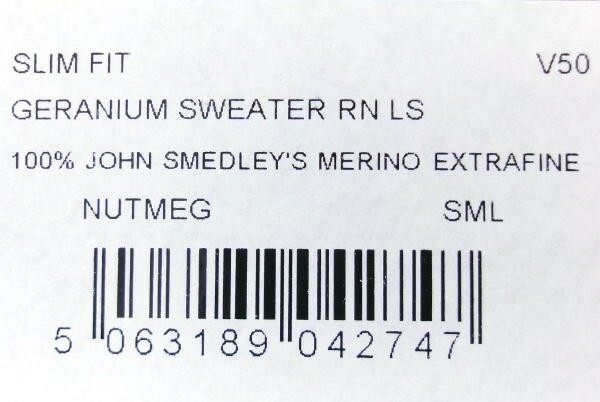 SLIM FIT V50
GERANIUM SWEATER RN LS
100% JOHN SMEDLEY'S MERINO EXTRAFINE
NUTMEG SML
5 063189 042747